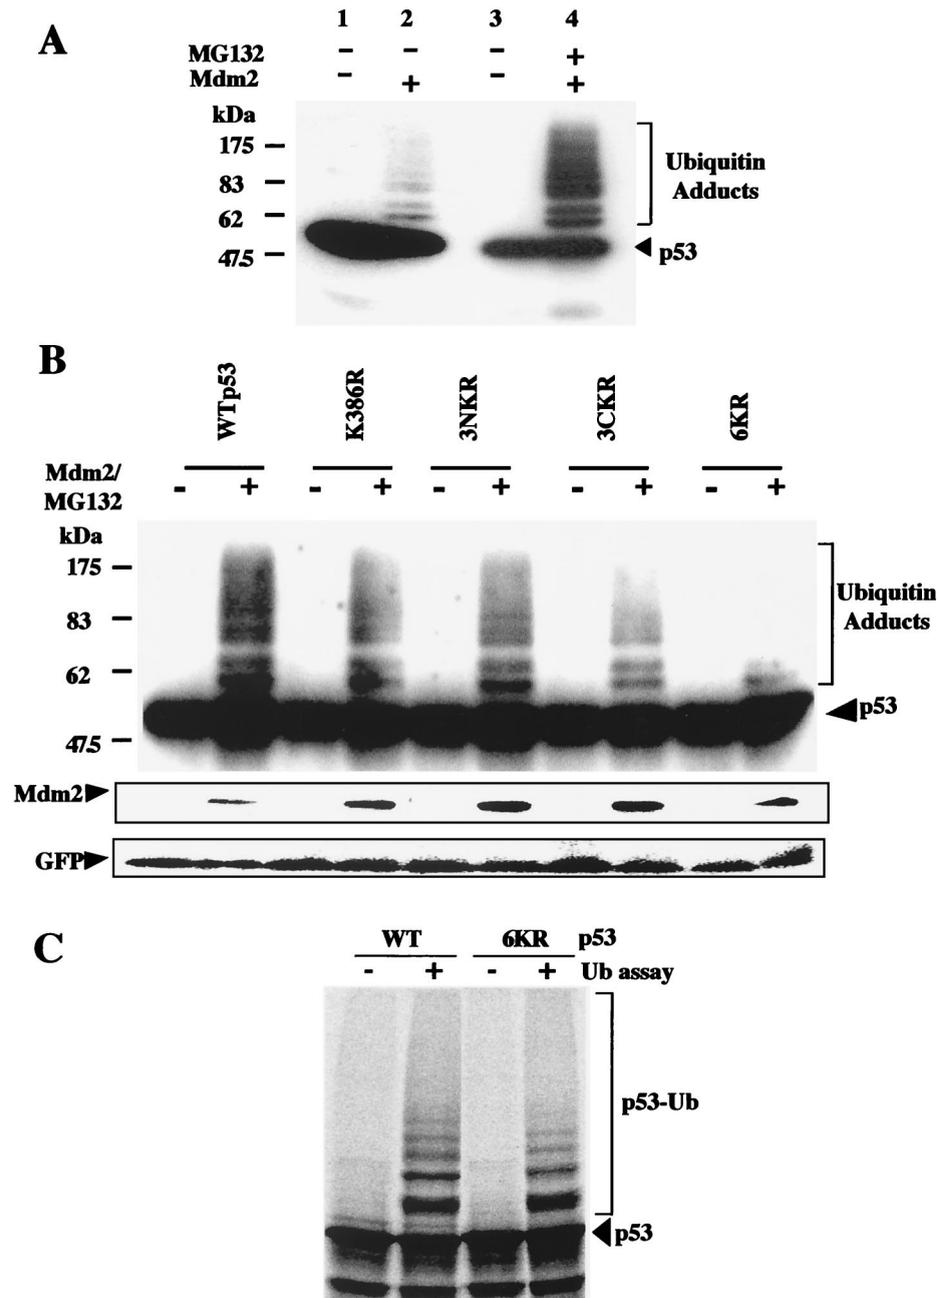 A
1 2 3 4
MG132 - - - +
Mdm2 - + - +
kDa
175
83
62
47.5
Ubiquitin
Adducts
p53
B
WTp53 K386R 3NKR 3CKR 6KR
Mdm2/
MG132
- + - + - + - + - +
kDa
175
83
62
47.5
Ubiquitin
Adducts
p53
Mdm2
GFP
C
WT 6KR p53
- + - + Ub assay
p53-Ub
p53